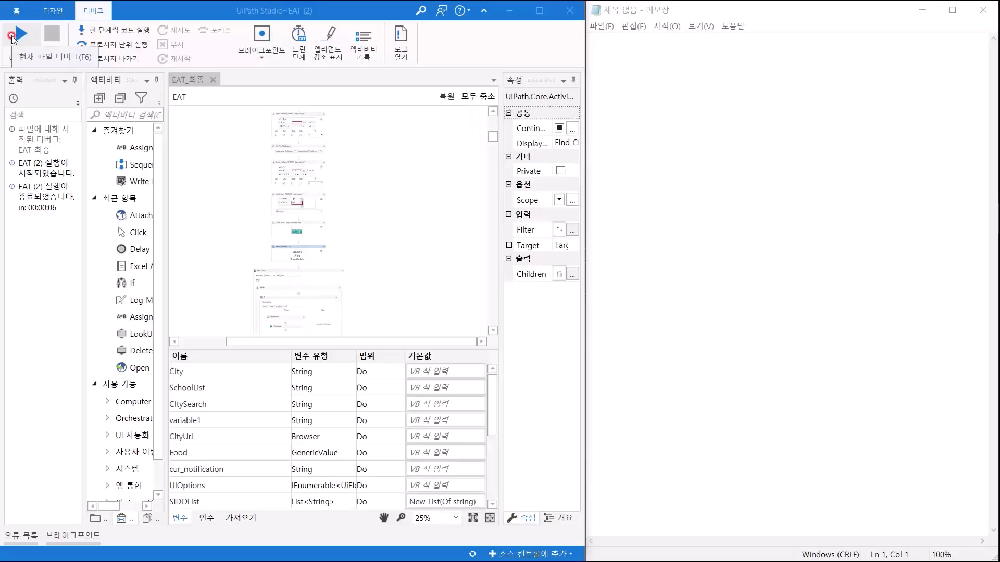 홈 디자인 디버그
UiPath Studio~EAT (2)
한 단계씩 코드 실행
프로시저 단위 실행
로시저 나가기
현재 파일 디버그(F6)
재시도
무시
재시작
포커스
브레이크포인트
느린
단계
엘리먼트
강조 표시
액티비티
기록
로그
열기
출력
검색
파일에 대해 시
작된 디버그:
EAT_최종
EAT (2) 실행이
시작되었습니다.
EAT (2) 실행이
종료되었습니다.
in: 00:00:06
액티비티
액티비티 검색(C
즐겨찾기
Assign
Sequer
Write
최근 항목
Attach
Click
Delay
Excel A
If
Log M
Assign
LookU
Delete
Open
사용 가능
Computer
Orchestrat
UI 자동화
사용자 이벤
시스템
앱 통합
EAT_최종
EAT
복원 모두 축소
Image
Not
Available
이름 변수 유형 범위 기본값
CIty String Do VB 식 입력
SchoolList String Do VB 식 입력
CItySearch String Do VB 식 입력
variable1 String Do VB 식 입력
CityUrl Browser Do VB 식 입력
Food GenericValue Do VB 식 입력
cur_notification String Do VB 식 입력
UIOptions IEnumerable<UiEle Do VB 식 입력
SIDOList List<String> Do New List(Of string)
변수 인수 가져오기
25%
속성
UiPath.Core.Activi...
공통
Contin... ...
Display... Find C
기타
Private
옵션
Scope ...
입력
Filter ...
Target Targ
출력
Children fi ...
속성 개요
오류 목록 브레이크포인트
소스 컨트롤에 추가
제목 없음 - 메모장
파일(F) 편집(E) 서식(O) 보기(V) 도움말
Windows (CRLF) Ln 1, Col 1 100%